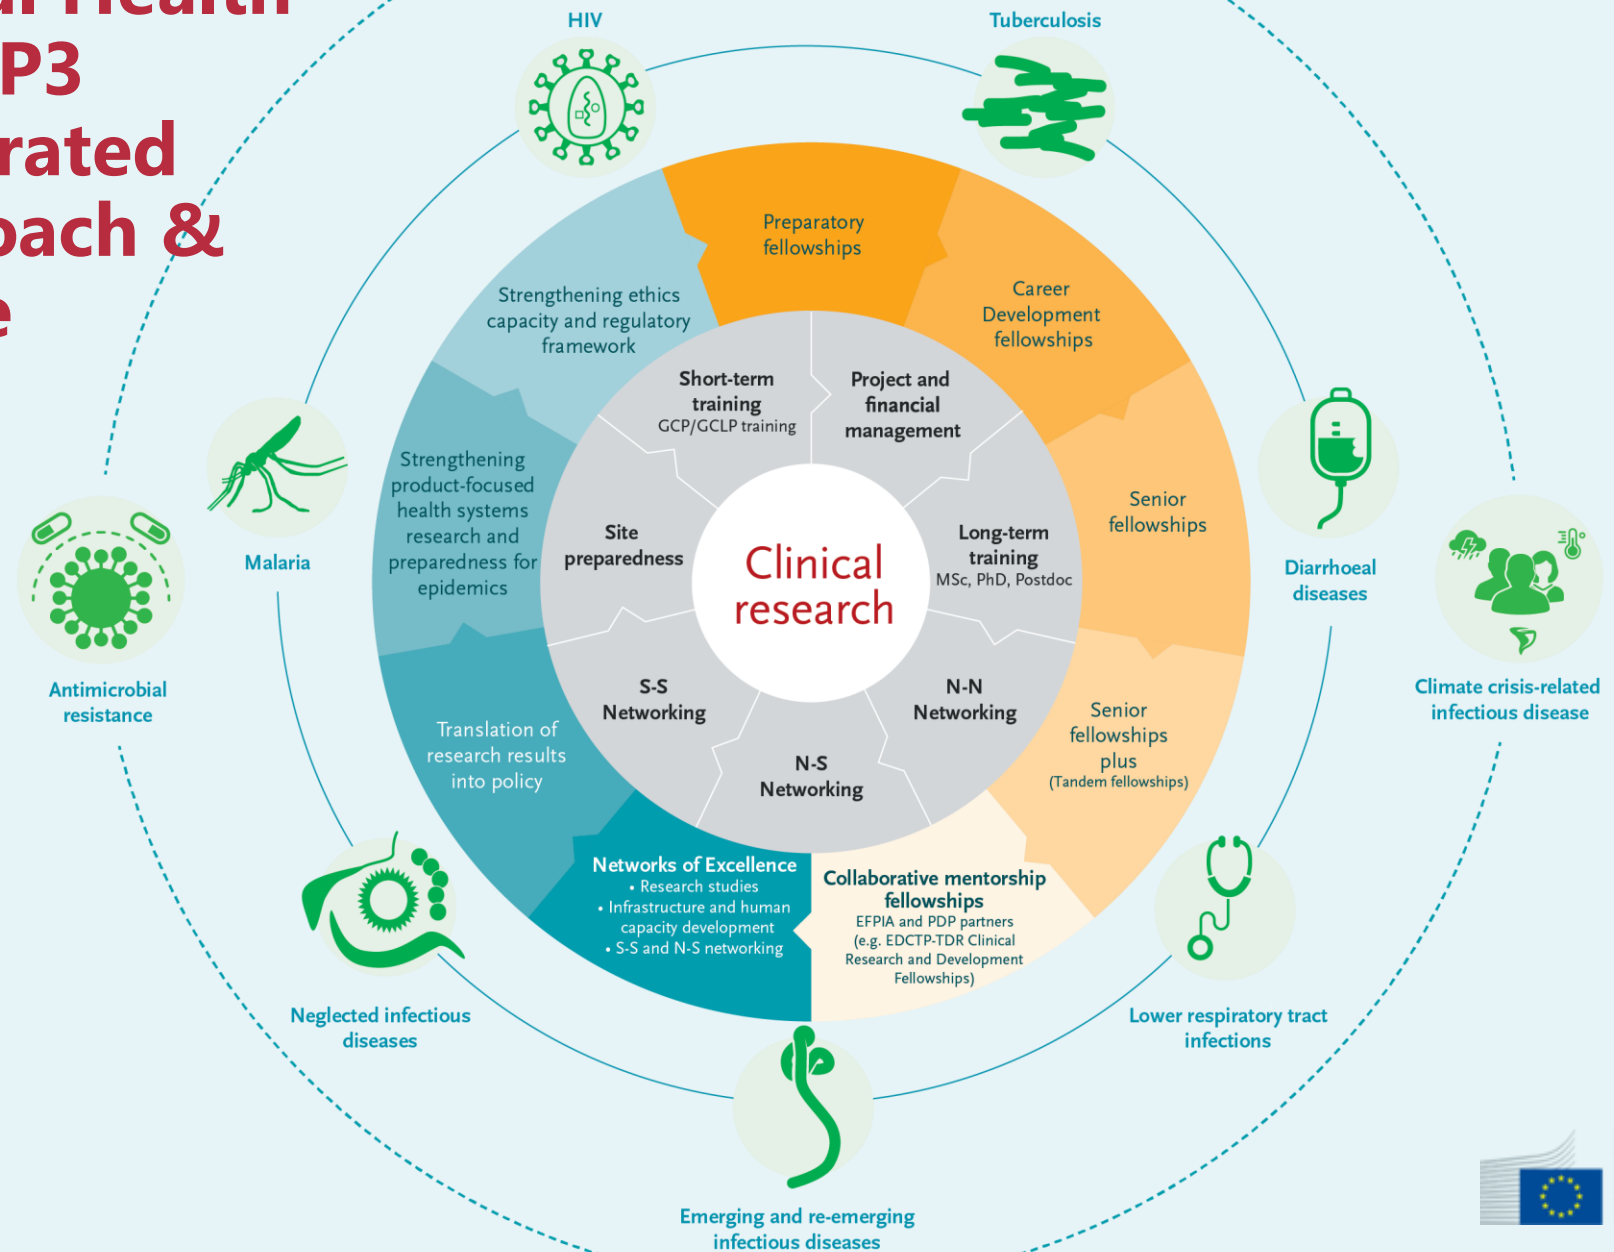 P3
rated
&
HIV
Tuberculosis
Preparatory
fellowships
Career
Development
fellowships
Senior
fellowships
Senior
fellowships
plus
(Tandem fellowships)
Collaborative mentorship
fellowships
EFPIA and PDP partners
(e.g. EDCTP-TDR Clinical
Research and Development
Fellowships)
Networks of Excellence
• Research studies
• Infrastructure and human
capacity development
• S-S and N-S networking
Translation of
research results
into policy
Strengthening
product-focused
health systems
research and
preparedness for
epidemics
Strengthening ethics
capacity and regulatory
framework
Short-term
training
GCP/GCLP training
Project and
financial
management
Long-term
training
MSc, PhD, Postdoc
N-N
Networking
N-S
Networking
S-S
Networking
Site
preparedness
Clinical
research
Malaria
Antimicrobial
resistance
Diarrhoeal
diseases
Climate crisis-related
infectious disease
Neglected infectious
diseases
Lower respiratory tract
infections
Emerging and re-emerging
infectious diseases